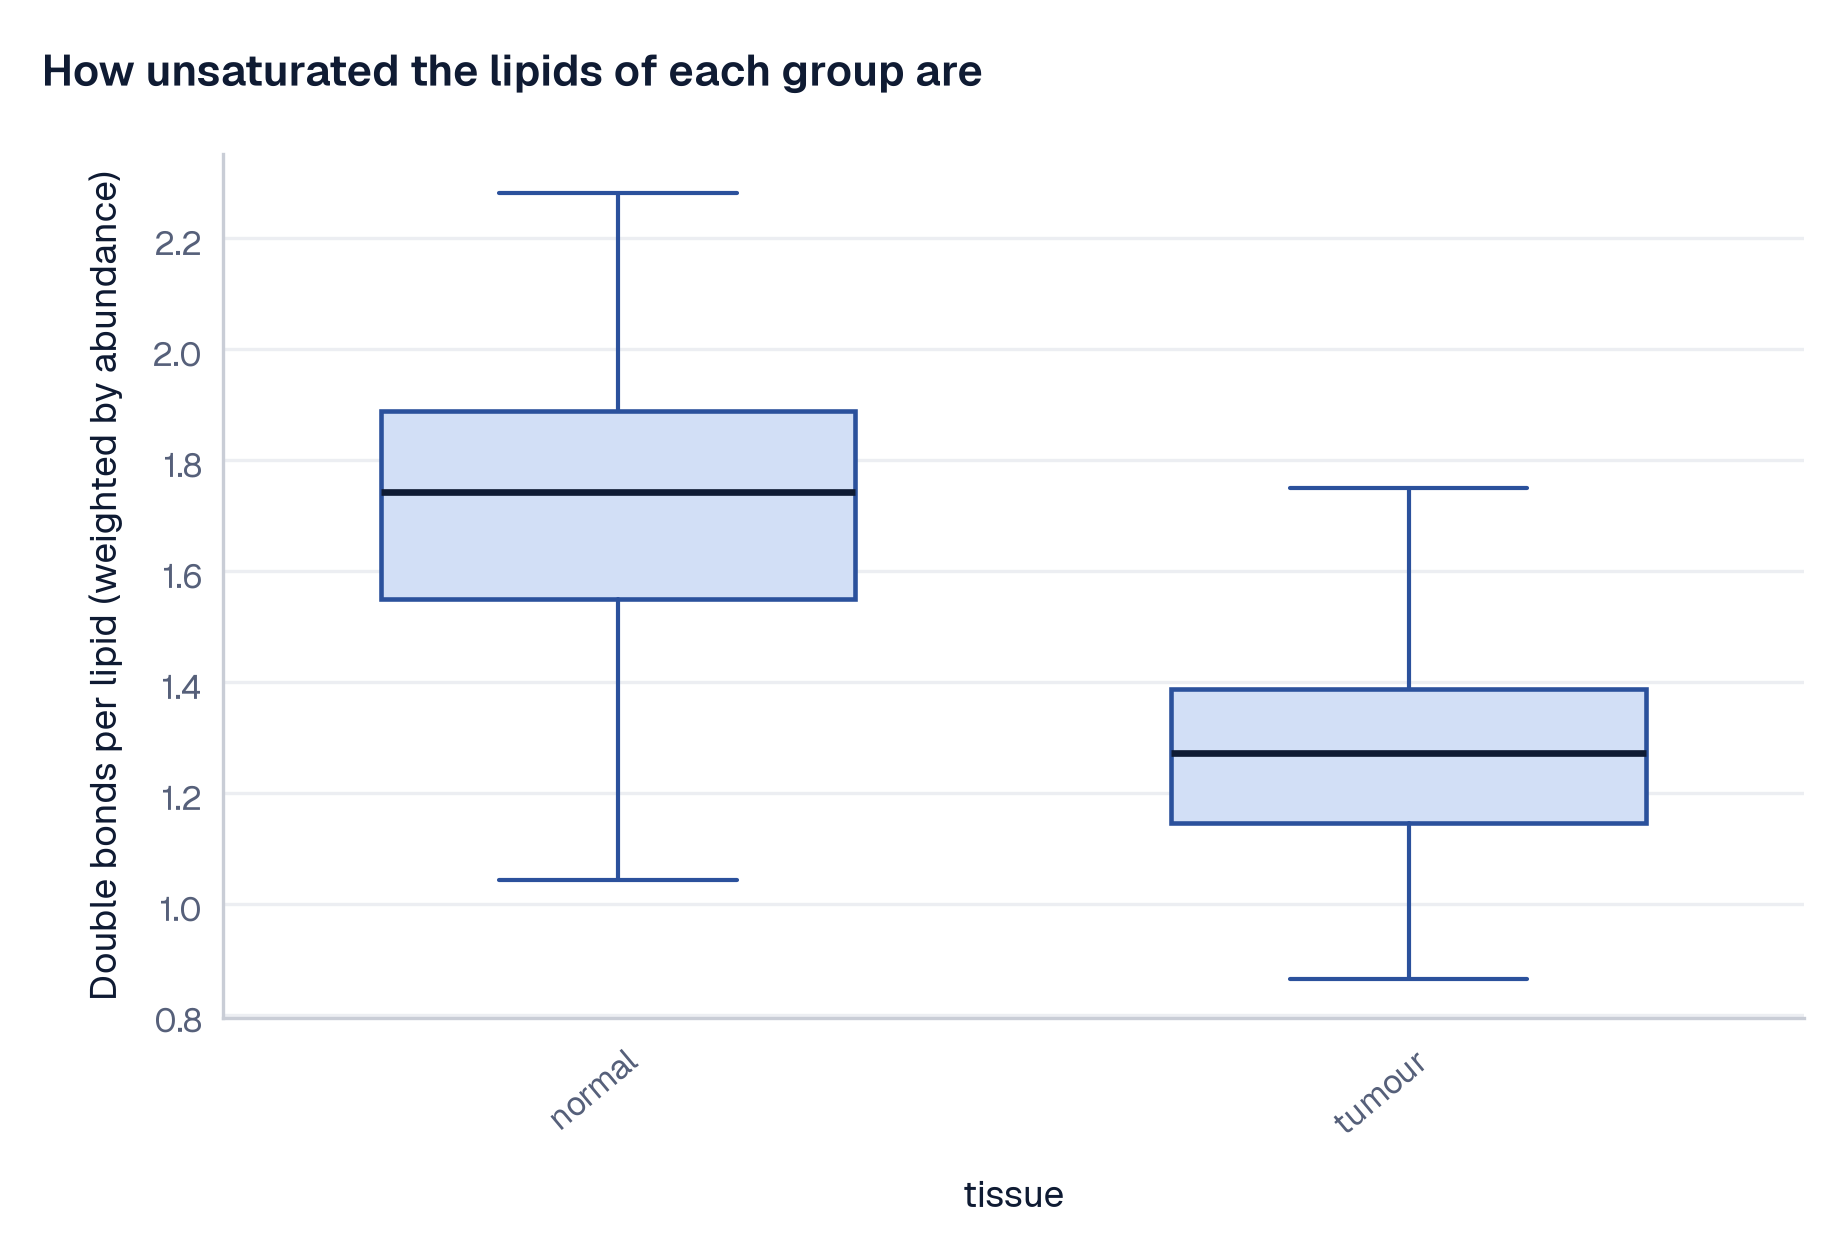 How unsaturated the lipids of each group are
Double bonds per lipid (weighted by abundance)
2.2
2.0
1.8
1.6
1.4
1.2
1.0
0.8
normal
tumour
tissue